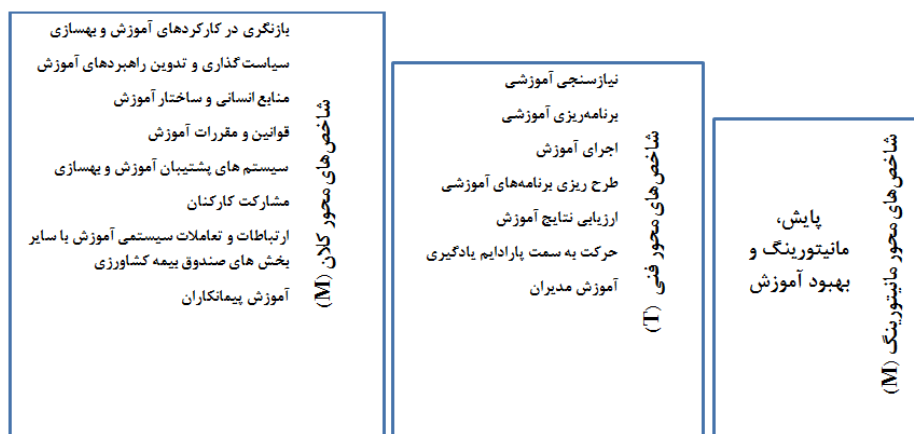 شاخص‌های محور مانیتورینگ (M)
پایش،
مانیتورینگ و
بهبود آموزش
شاخص‌های محور فنی (T)
نیازسنجی آموزشی
برنامه‌ریزی آموزشی
اجرای آموزش
طرح ریزی برنامه‌های آموزشی
ارزیابی نتایج آموزش
حرکت به سمت پارادایم یادگیری
آموزش مدیران
شاخص‌های محور کلان (M)
بازنگری در کارکردهای آموزش و بهسازی
سیاست گذاری و تدوین راهبردهای آموزش
منابع انسانی و ساختار آموزش
قوانین و مقررات آموزش
سیستم های پشتیبان آموزش و بهسازی
مشارکت کارکنان
ارتباطات و تعاملات سیستمی آموزش با سایر
بخش های صندوق بیمه کشاورزی
آموزش پیمانکاران